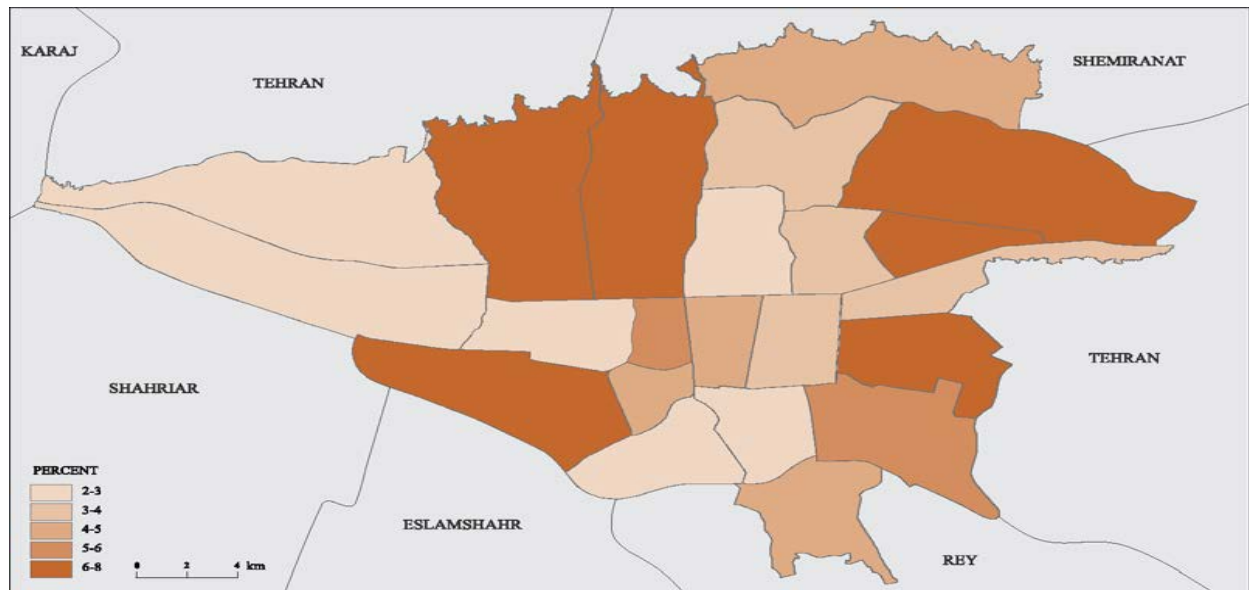 KARAJ
TEHRAN
SHEMIRANAT
TEHRAN
SHAHRIAR
ESLAMSHAHR
REY
PERCENT
2-3
3-4
4-5
5-6
6-8
0 2 4 km